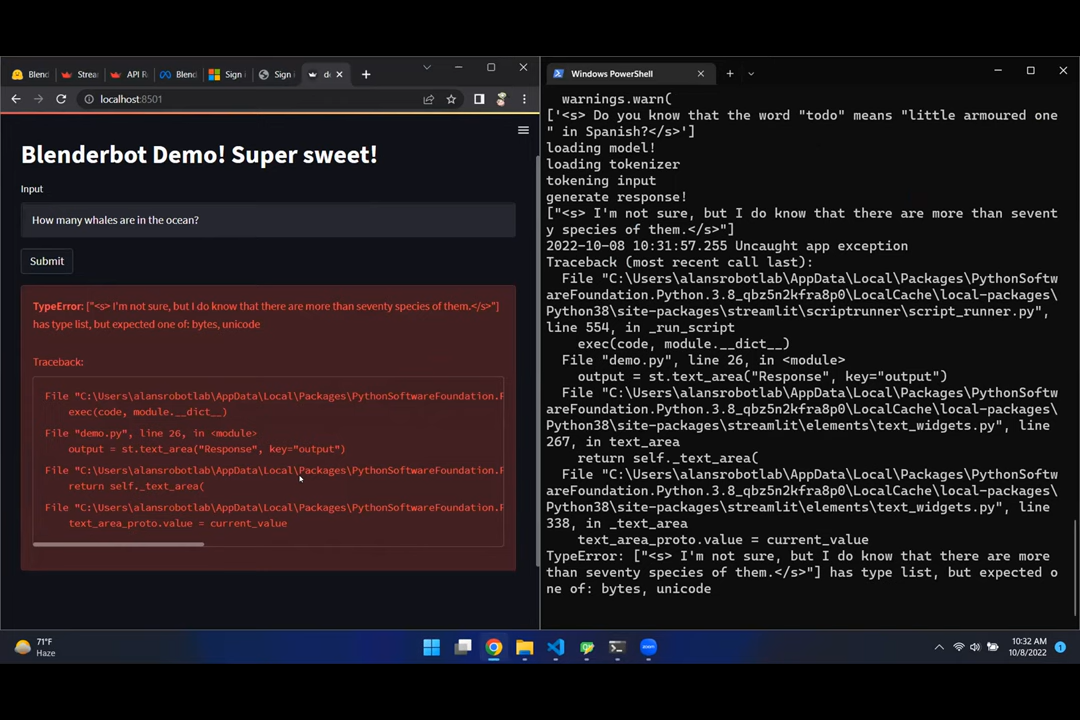 Blend
Strea
API R
Blend
Sign i
Sign i
de
localhost:8501
Blenderbot Demo! Super sweet!
Input
How many whales are in the ocean?
Submit
TypeError: ["<s> I'm not sure, but I do know that there are more than seventy species of them.</s>"]
has type list, but expected one of: bytes, unicode
Traceback:
File "C:\Users\alansrobotlab\AppData\Local\Packages\PythonSoftwareFoundation.F
exec(code, module.__dict__)
File "demo.py", line 26, in <module>
output = st.text_area("Response", key="output")
File "C:\Users\alansrobotlab\AppData\Local\Packages\PythonSoftwareFoundation.F
return self._text_area(
File "C:\Users\alansrobotlab\AppData\Local\Packages\PythonSoftwareFoundation.F
text_area_proto.value = current_value
Windows PowerShell
warnings.warn(
['<s> Do you know that the word "todo" means "little armoured one
" in Spanish?</s>']
loading model!
loading tokenizer
tokening input
generate response!
["<s> I'm not sure, but I do know that there are more than sevent
y species of them.</s>"]
2022-10-08 10:31:57.255 Uncaught app exception
Traceback (most recent call last):
File "C:\Users\alansrobotlab\AppData\Local\Packages\PythonSoftw
areFoundation.Python.3.8_qbz5n2kfra8p0\LocalCache\local-packages\
Python38\site-packages\streamlit\scriptrunner\script_runner.py",
line 554, in _run_script
exec(code, module.__dict__)
File "demo.py", line 26, in <module>
output = st.text_area("Response", key="output")
File "C:\Users\alansrobotlab\AppData\Local\Packages\PythonSoftw
areFoundation.Python.3.8_qbz5n2kfra8p0\LocalCache\local-packages\
Python38\site-packages\streamlit\elements\text_widgets.py", line
267, in text_area
return self._text_area(
File "C:\Users\alansrobotlab\AppData\Local\Packages\PythonSoftw
areFoundation.Python.3.8_qbz5n2kfra8p0\LocalCache\local-packages\
Python38\site-packages\streamlit\elements\text_widgets.py", line
338, in _text_area
text_area_proto.value = current_value
TypeError: ["<s> I'm not sure, but I do know that there are more
than seventy species of them.</s>"] has type list, but expected o
ne of: bytes, unicode
71°F
Haze
10:32 AM
10/8/2022
1